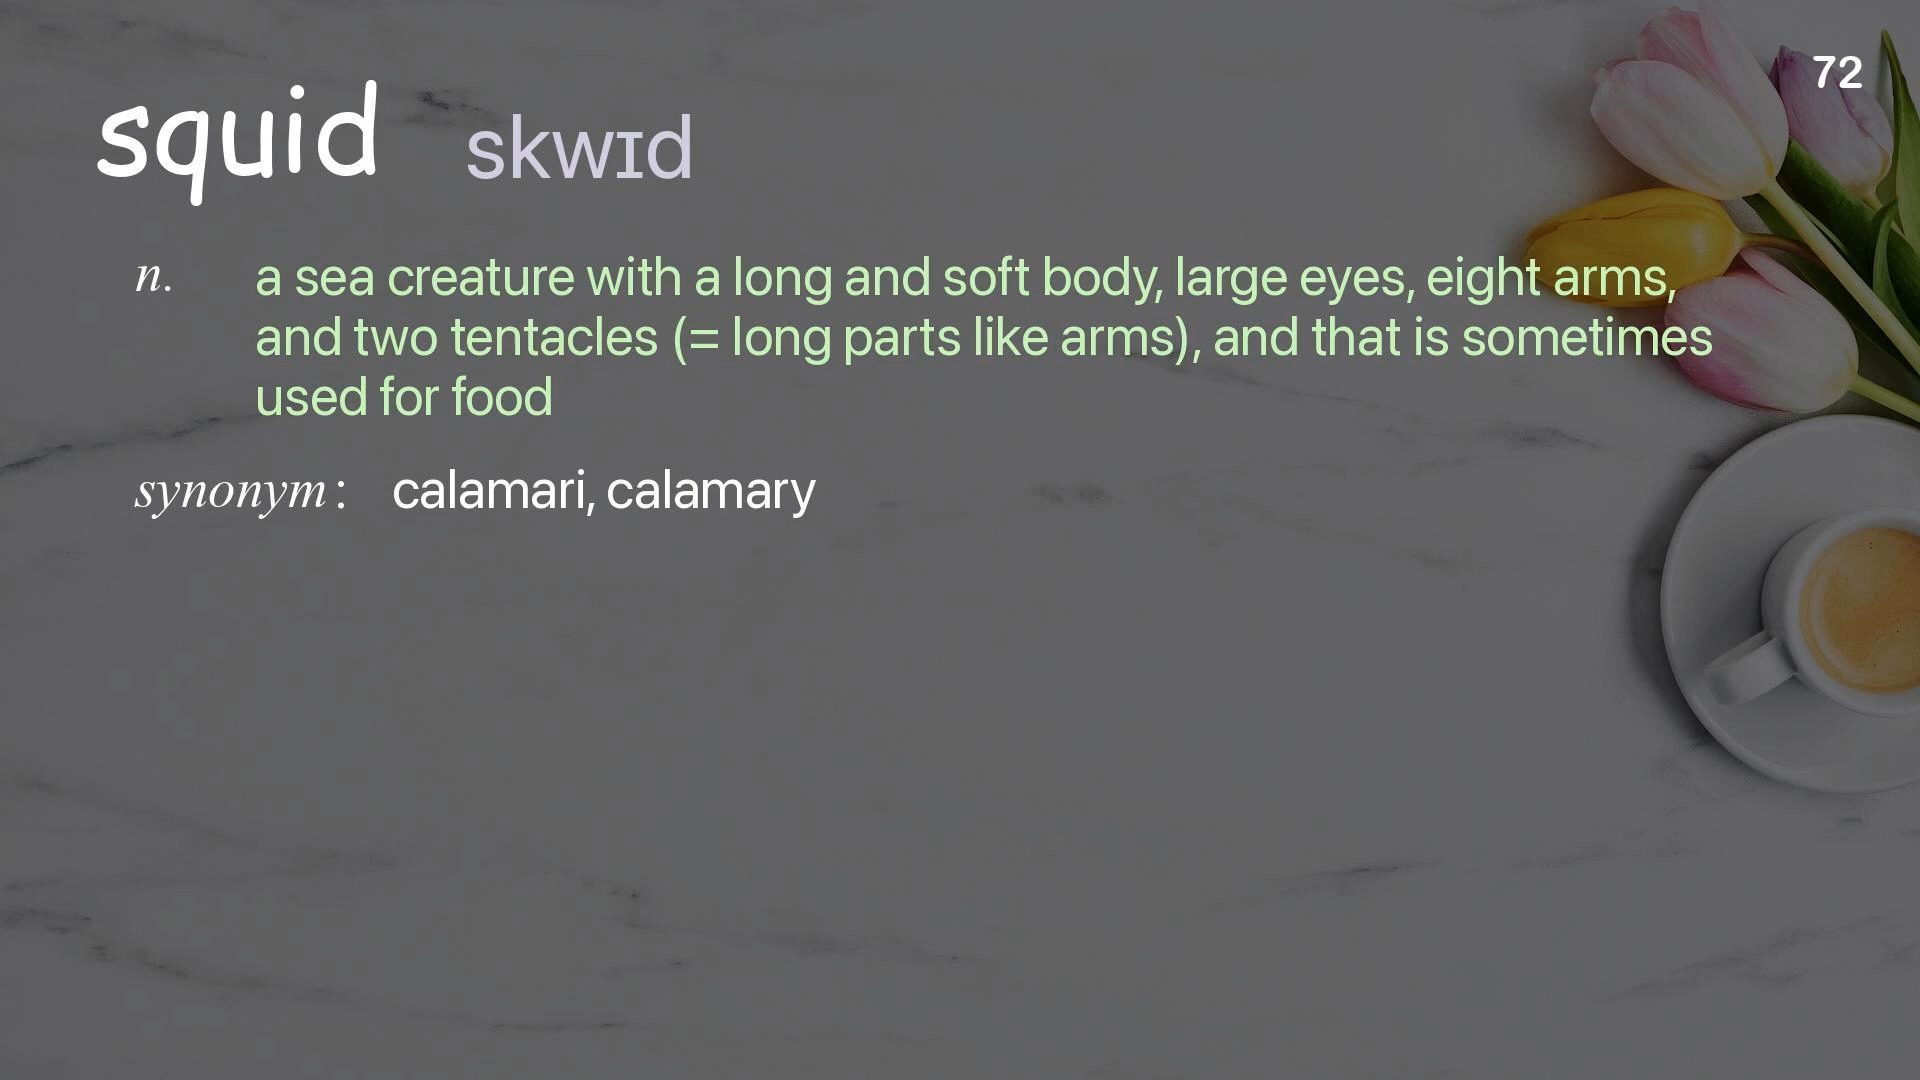 72
squid skwɪd
n. a sea creature with a long and soft body, large eyes, eight arms,
and two tentacles (= long parts like arms), and that is sometimes
used for food
synonym: calamari, calamary